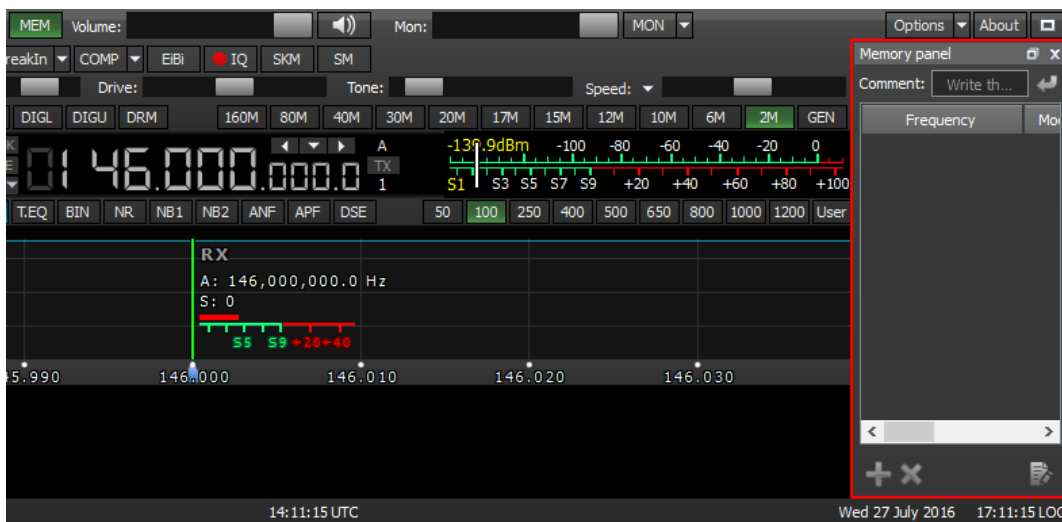 MEM Volume: Mon: MON Options About
reakIn COMP EiBi IQ SKM SM Memory panel
Drive: Tone: Speed: Comment: Write th...
DIGL DIGU DRM 160M 80M 40M 30M 20M 17M 15M 12M 10M 6M 2M GEN Frequency Mo
146.000.000.0 A TX 1
-139.9dBm -100 -80 -60 -40 -20 0
S1 S3 S5 S7 S9 +20 +40 +60 +80 +100
T.EQ BIN NR NB1 NB2 ANF APF DSE 50 100 250 400 500 650 800 1000 1200 User
RX
A: 146,000,000.0 Hz
S: 0
S5 S9 +20 +40
5.990 146.000 146.010 146.020 146.030
14:11:15 UTC Wed 27 July 2016 17:11:15 LOC